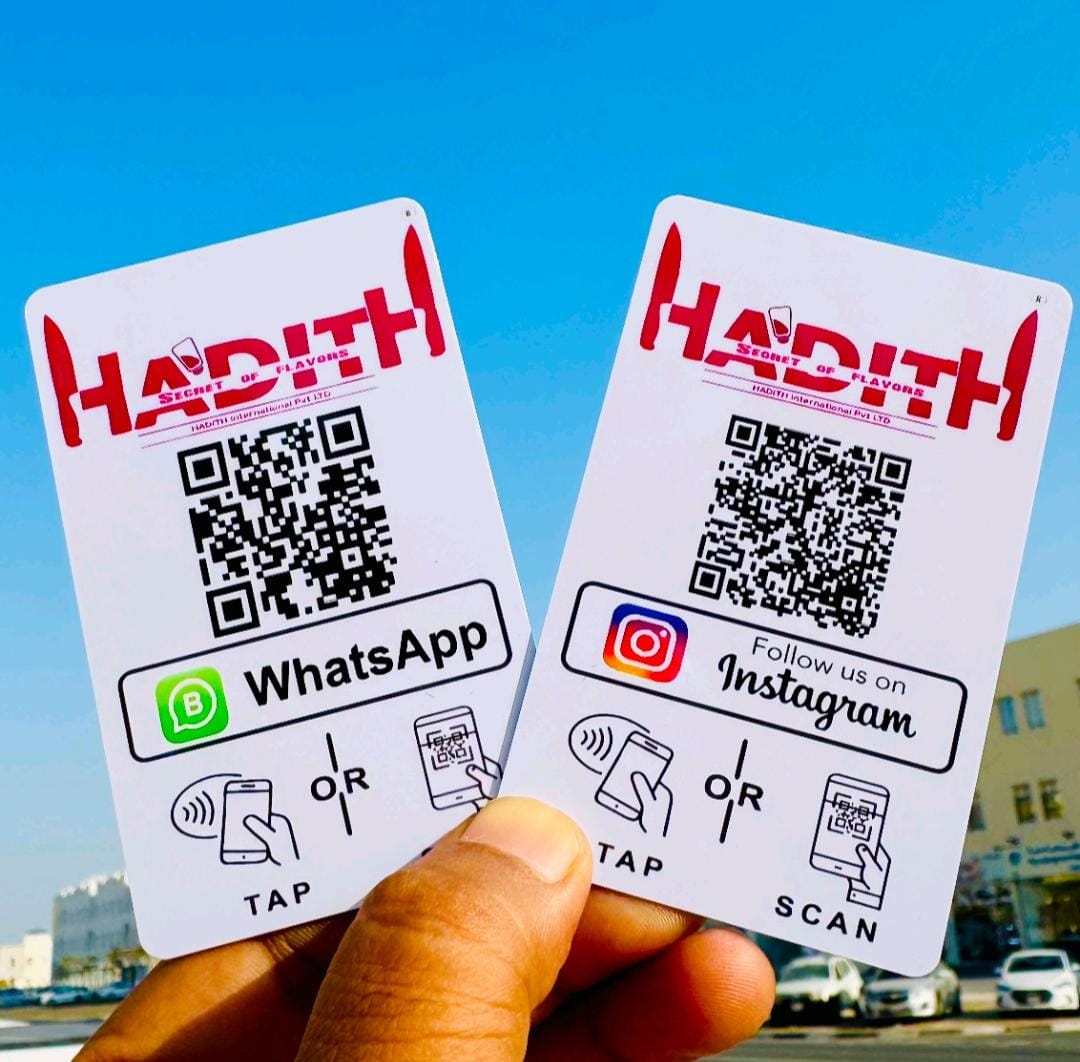 R
HADITH
SECRET OF FLAVORS
HADITH International Pvt LTD
B
WhatsApp
OR
TAP
R
HADITH
SECRET OF FLAVORS
HADITH International Pvt LTD
Follow us on
Instagram
OR
TAP
SCAN